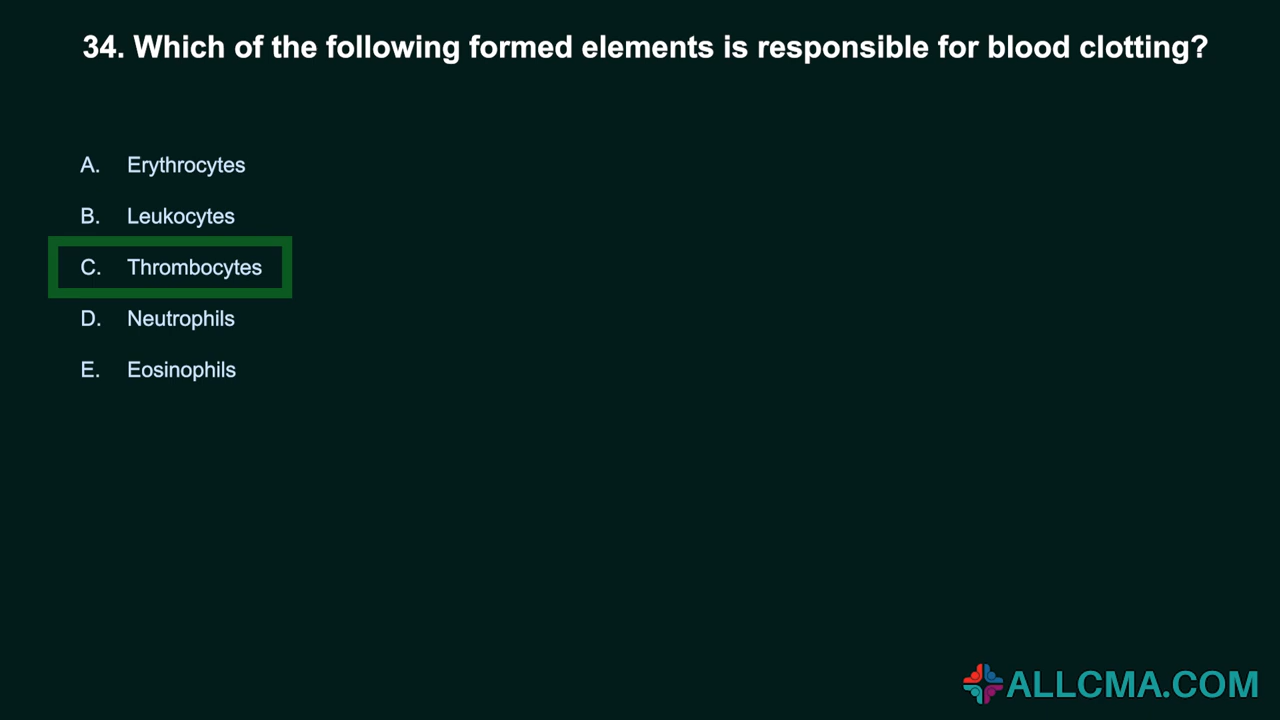 34. Which of the following formed elements is responsible for blood clotting?
A. Erythrocytes
B. Leukocytes
C. Thrombocytes
D. Neutrophils
E. Eosinophils
ALLCMA.COM